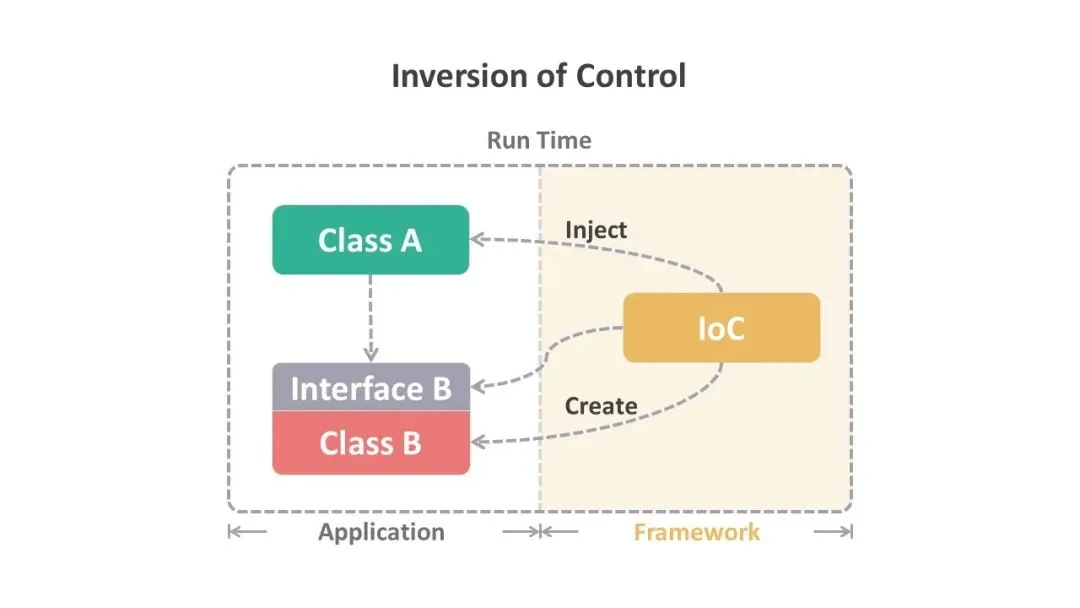 Inversion of Control
Run Time
Class A
Inject
IoC
Interface B
Create
Class B
Application
Framework